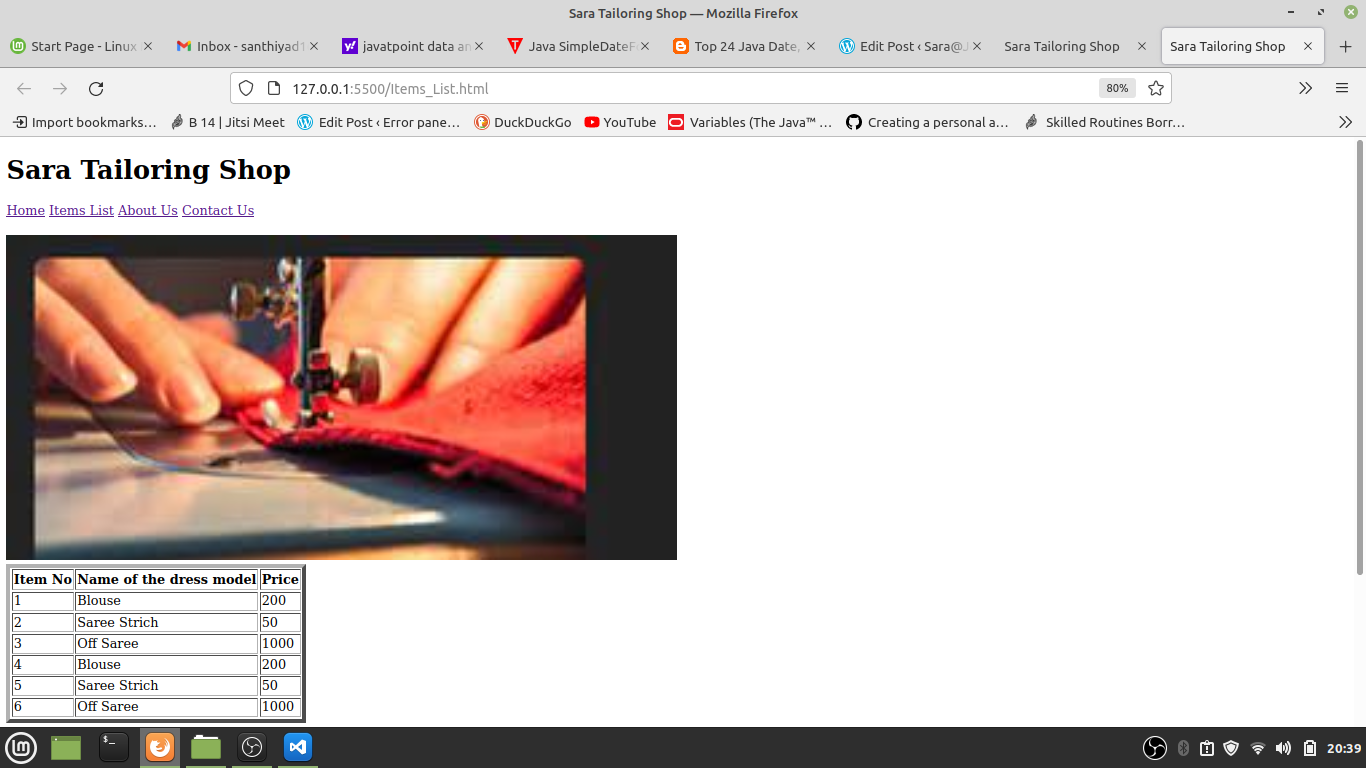 Sara Tailoring Shop — Mozilla Firefox
Start Page - Linux
Inbox - santhiyad1
javatpoint data an
Java SimpleDateF
Top 24 Java Date,
Edit Post ‹ Sara@J
Sara Tailoring Shop
Sara Tailoring Shop
127.0.0.1:5500/Items_List.html
80%
Import bookmarks…
B 14 | Jitsi Meet
Edit Post ‹ Error pane…
DuckDuckGo
YouTube
Variables (The Java™ …
Creating a personal a…
Skilled Routines Borr…
Sara Tailoring Shop
Home Items List About Us Contact Us
Item No Name of the dress model Price
1 Blouse 200
2 Saree Strich 50
3 Off Saree 1000
4 Blouse 200
5 Saree Strich 50
6 Off Saree 1000
20:39